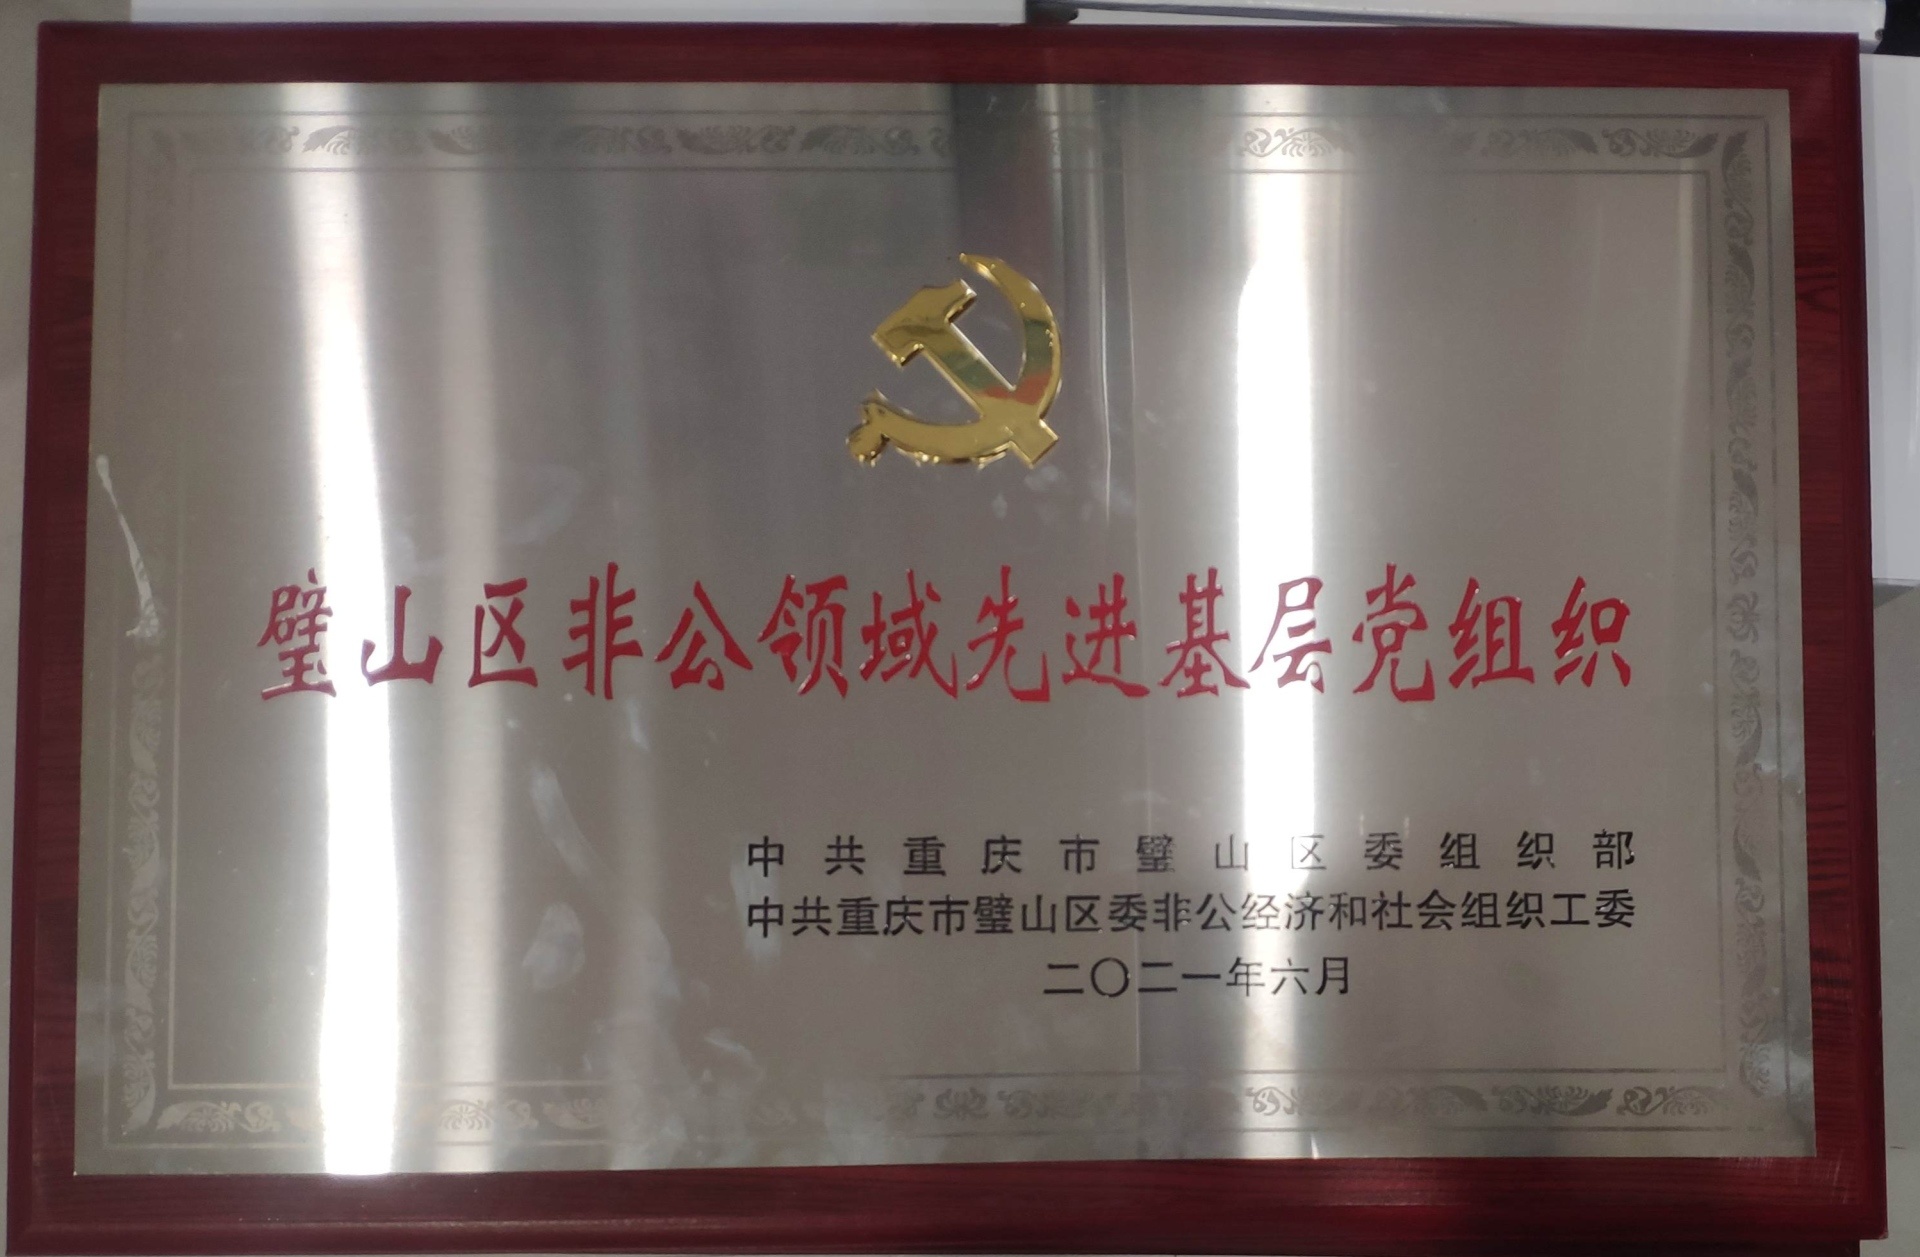 璧山区非公领域先进基层党组织
中共重庆市璧山区委组织部
中共重庆市璧山区委非公经济和社会组织工委
二〇二一年六月